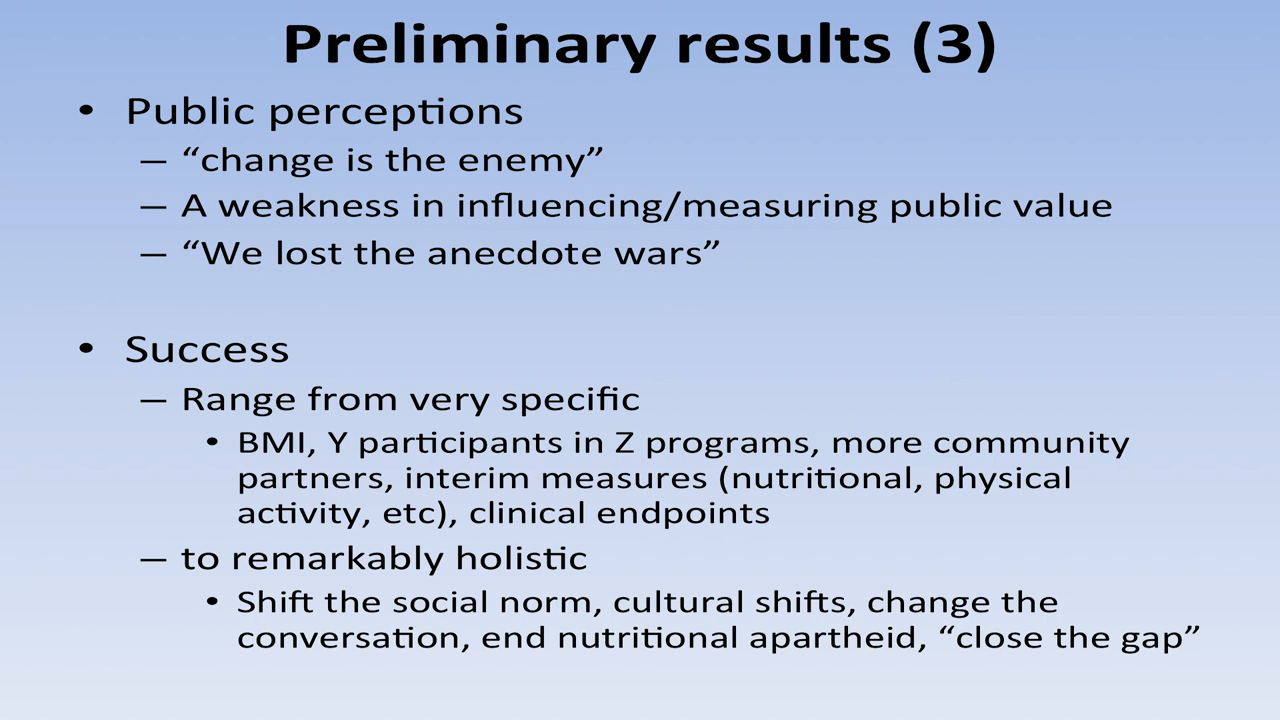 Preliminary results (3)
• Public perceptions
– “change is the enemy”
– A weakness in influencing/measuring public value
– “We lost the anecdote wars”
• Success
– Range from very specific
• BMI, Y participants in Z programs, more community
partners, interim measures (nutritional, physical
activity, etc), clinical endpoints
– to remarkably holistic
• Shift the social norm, cultural shifts, change the
conversation, end nutritional apartheid, “close the gap”